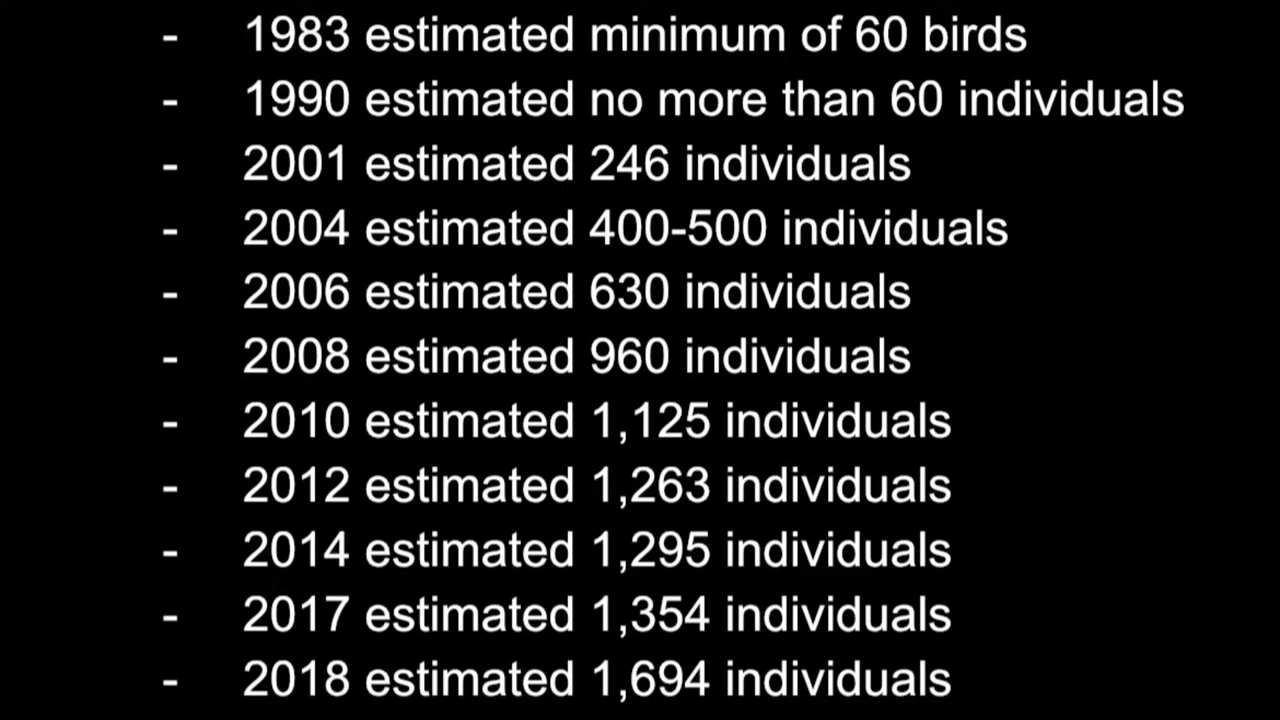 - 1983 estimated minimum of 60 birds
- 1990 estimated no more than 60 individuals
- 2001 estimated 246 individuals
- 2004 estimated 400-500 individuals
- 2006 estimated 630 individuals
- 2008 estimated 960 individuals
- 2010 estimated 1,125 individuals
- 2012 estimated 1,263 individuals
- 2014 estimated 1,295 individuals
- 2017 estimated 1,354 individuals
- 2018 estimated 1,694 individuals